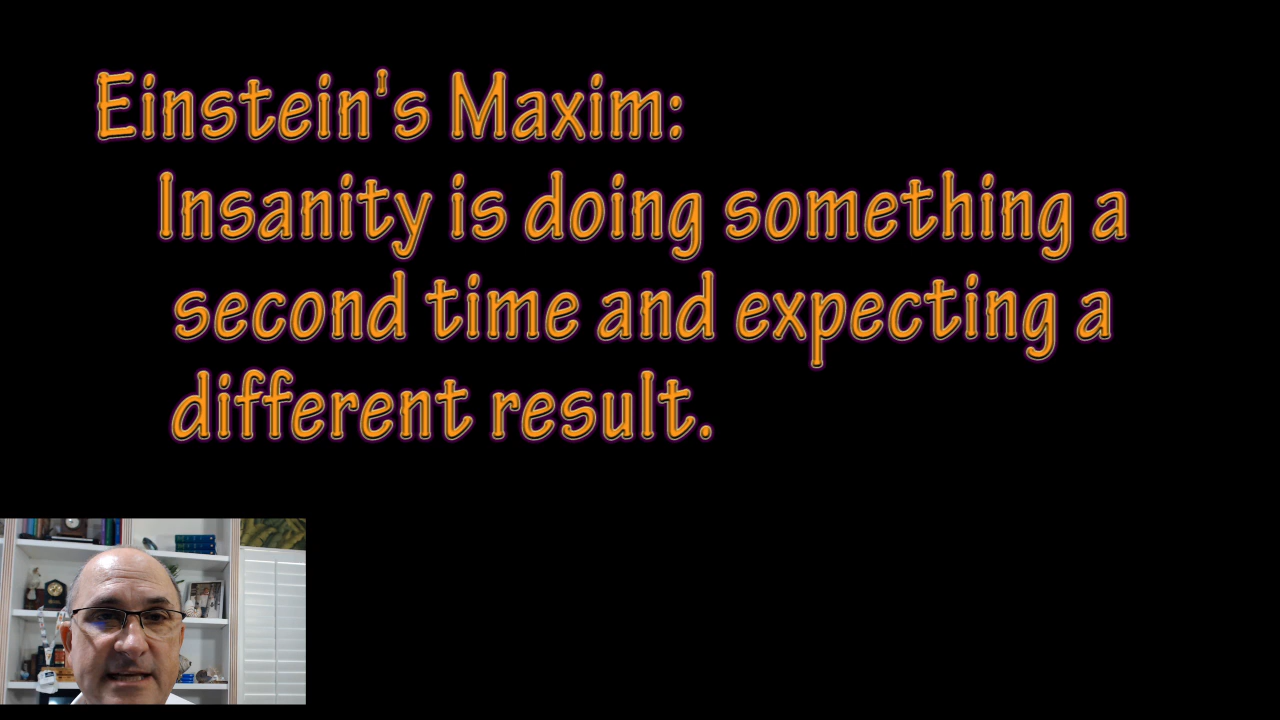 Einstein's Maxim:
Insanity is doing something a
second time and expecting a
different result.